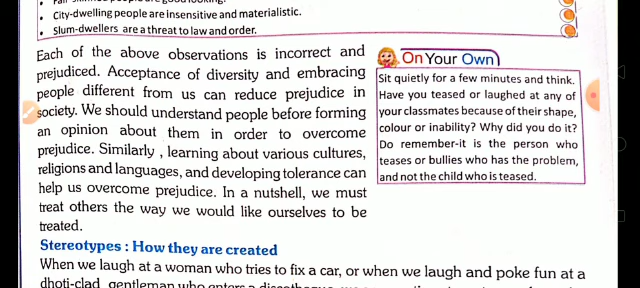 • City-dwelling people are insensitive and materialistic.
• Slum-dwellers are a threat to law and order.
Each of the above observations is incorrect and
prejudiced. Acceptance of diversity and embracing
people different from us can reduce prejudice in
society. We should understand people before forming
an opinion about them in order to overcome
prejudice. Similarly , learning about various cultures,
religions and languages, and developing tolerance can
help us overcome prejudice. In a nutshell, we must
treat others the way we would like ourselves to be
treated.
On Your Own
Sit quietly for a few minutes and think.
Have you teased or laughed at any of
your classmates because of their shape,
colour or inability? Why did you do it?
Do remember-it is the person who
teases or bullies who has the problem,
and not the child who is teased.
Stereotypes : How they are created
When we laugh at a woman who tries to fix a car, or when we laugh and poke fun at a
dhoti-clad gentleman who enters a